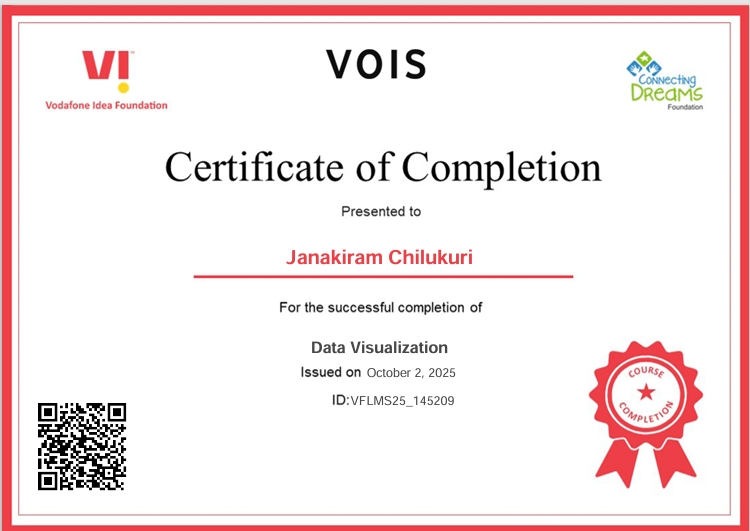 VI™
Vodafone Idea Foundation
VOIS
CONNECTING
DREAMS
Foundation
Certificate of Completion
Presented to
Janakiram Chilukuri
For the successful completion of
Data Visualization
Issued on October 2, 2025
ID:VFLMS25_145209
COURSE
COMPLETION